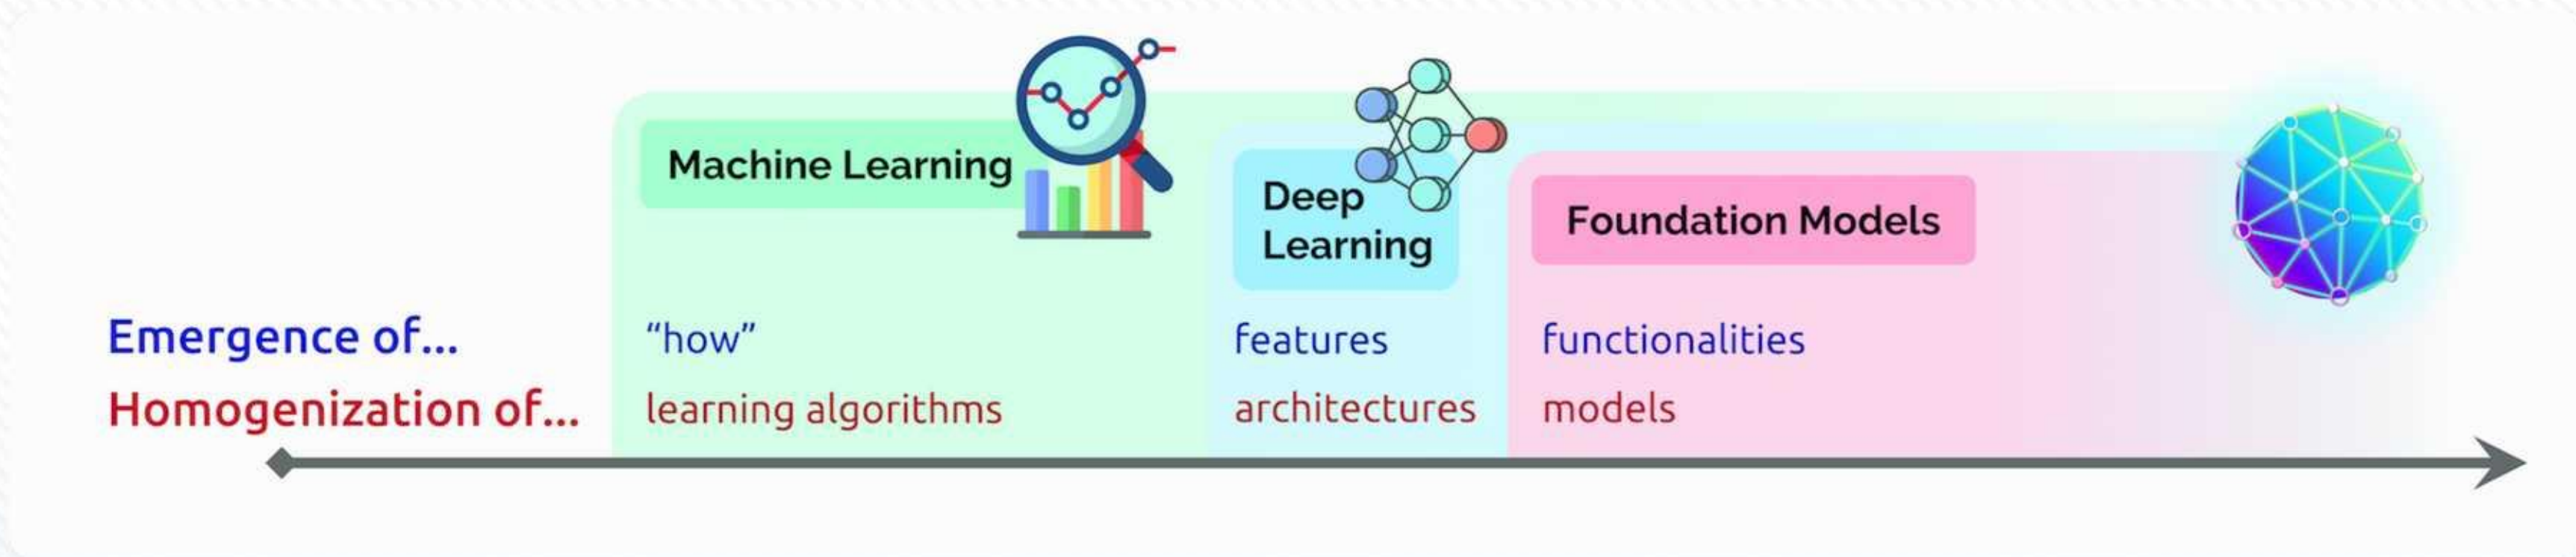 Machine Learning
Deep
Learning
Foundation Models
Emergence of... “how” features functionalities
Homogenization of... learning algorithms architectures models